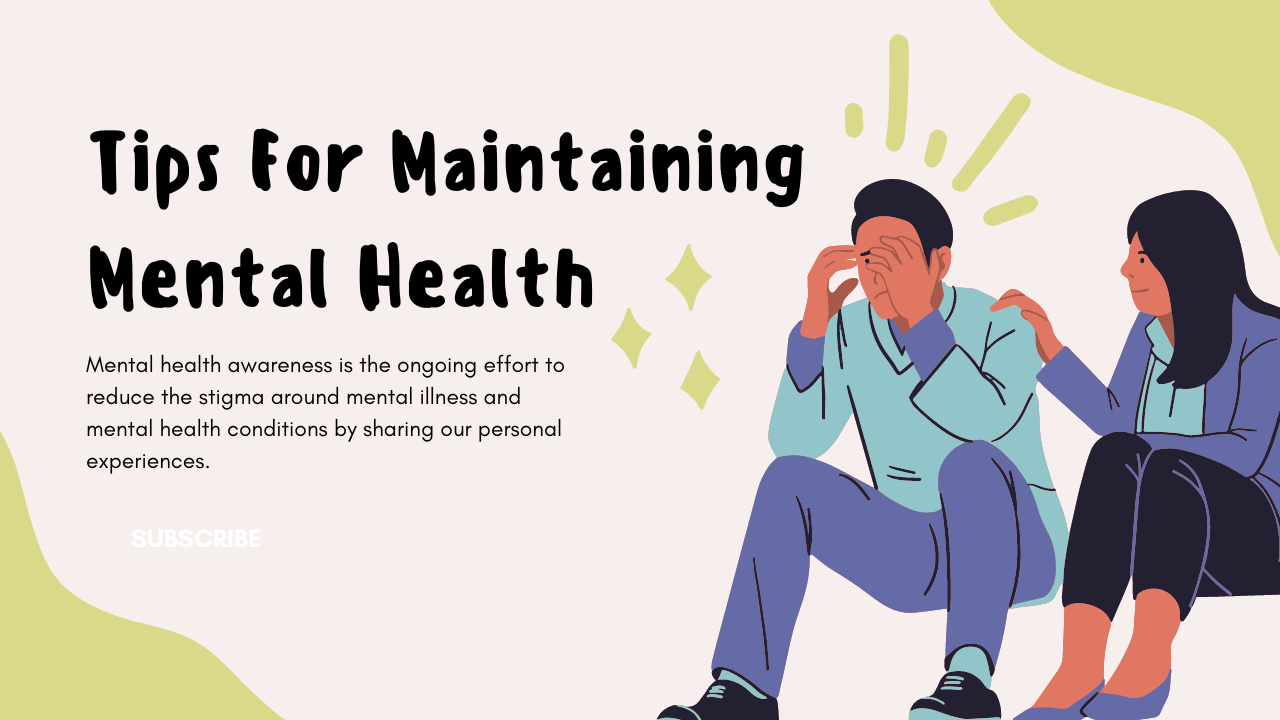 Tips For Maintaining
Mental Health
Mental health awareness is the ongoing effort to
reduce the stigma around mental illness and
mental health conditions by sharing our personal
experiences.
SUBSCRIBE